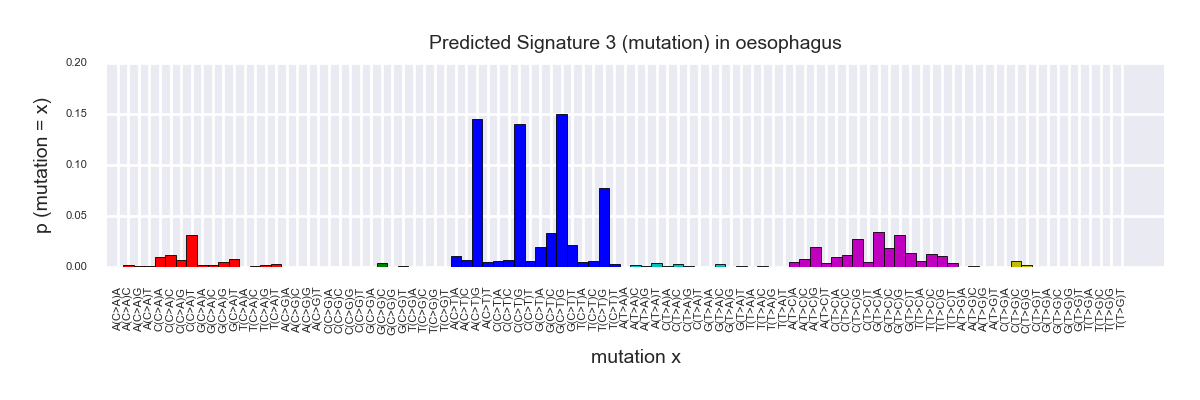 Predicted Signature 3 (mutation) in oesophagus
p (mutation = x)
0.20
0.15
0.10
0.05
0.00
A(C>A)A
A(C>A)C
A(C>A)G
A(C>A)T
C(C>A)A
C(C>A)C
C(C>A)G
C(C>A)T
G(C>A)A
G(C>A)C
G(C>A)G
G(C>A)T
T(C>A)A
T(C>A)C
T(C>A)G
T(C>A)T
A(C>G)A
A(C>G)C
A(C>G)G
A(C>G)T
C(C>G)A
C(C>G)C
C(C>G)G
C(C>G)T
G(C>G)A
G(C>G)C
G(C>G)G
G(C>G)T
T(C>G)A
T(C>G)C
T(C>G)G
T(C>G)T
A(C>T)A
A(C>T)C
A(C>T)G
A(C>T)T
C(C>T)A
C(C>T)C
C(C>T)G
C(C>T)T
G(C>T)A
G(C>T)C
G(C>T)G
G(C>T)T
T(C>T)A
T(C>T)C
T(C>T)G
T(C>T)T
A(T>A)A
A(T>A)C
A(T>A)G
A(T>A)T
C(T>A)A
C(T>A)C
C(T>A)G
C(T>A)T
G(T>A)A
G(T>A)C
G(T>A)G
G(T>A)T
T(T>A)A
T(T>A)C
T(T>A)G
T(T>A)T
A(T>C)A
A(T>C)C
A(T>C)G
A(T>C)T
C(T>C)A
C(T>C)C
C(T>C)G
C(T>C)T
G(T>C)A
G(T>C)C
G(T>C)G
G(T>C)T
T(T>C)A
T(T>C)C
T(T>C)G
T(T>C)T
A(T>G)A
A(T>G)C
A(T>G)G
A(T>G)T
C(T>G)A
C(T>G)C
C(T>G)G
C(T>G)T
G(T>G)A
G(T>G)C
G(T>G)G
G(T>G)T
T(T>G)A
T(T>G)C
T(T>G)G
T(T>G)T
mutation x